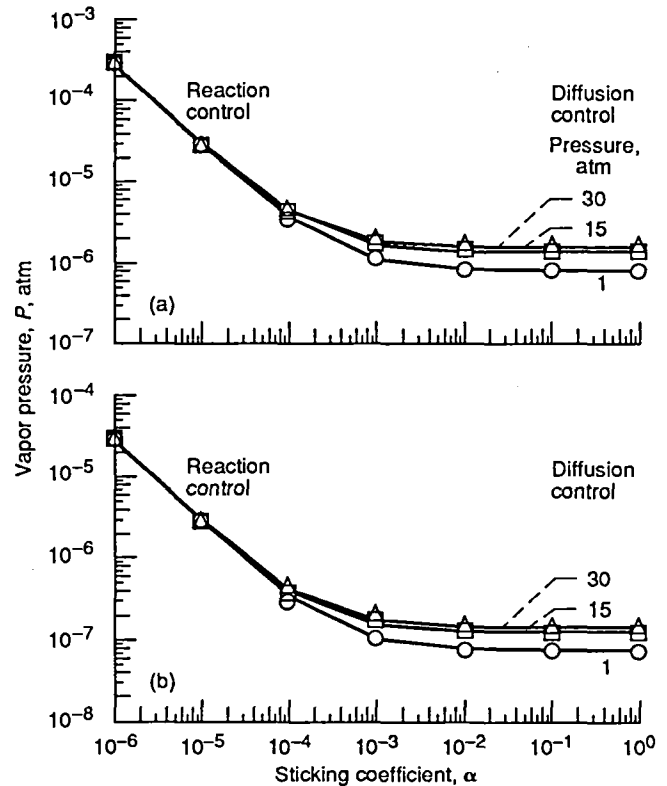 10⁻³
10⁻⁴
10⁻⁵
10⁻⁶
10⁻⁷
Reaction control
Diffusion control
Pressure, atm
30
15
1
(a)
Vapor pressure, P, atm
10⁻⁴
10⁻⁵
10⁻⁶
10⁻⁷
10⁻⁸
Reaction control
Diffusion control
30
15
1
(b)
10⁻⁶ 10⁻⁵ 10⁻⁴ 10⁻³ 10⁻² 10⁻¹ 10⁰
Sticking coefficient, α